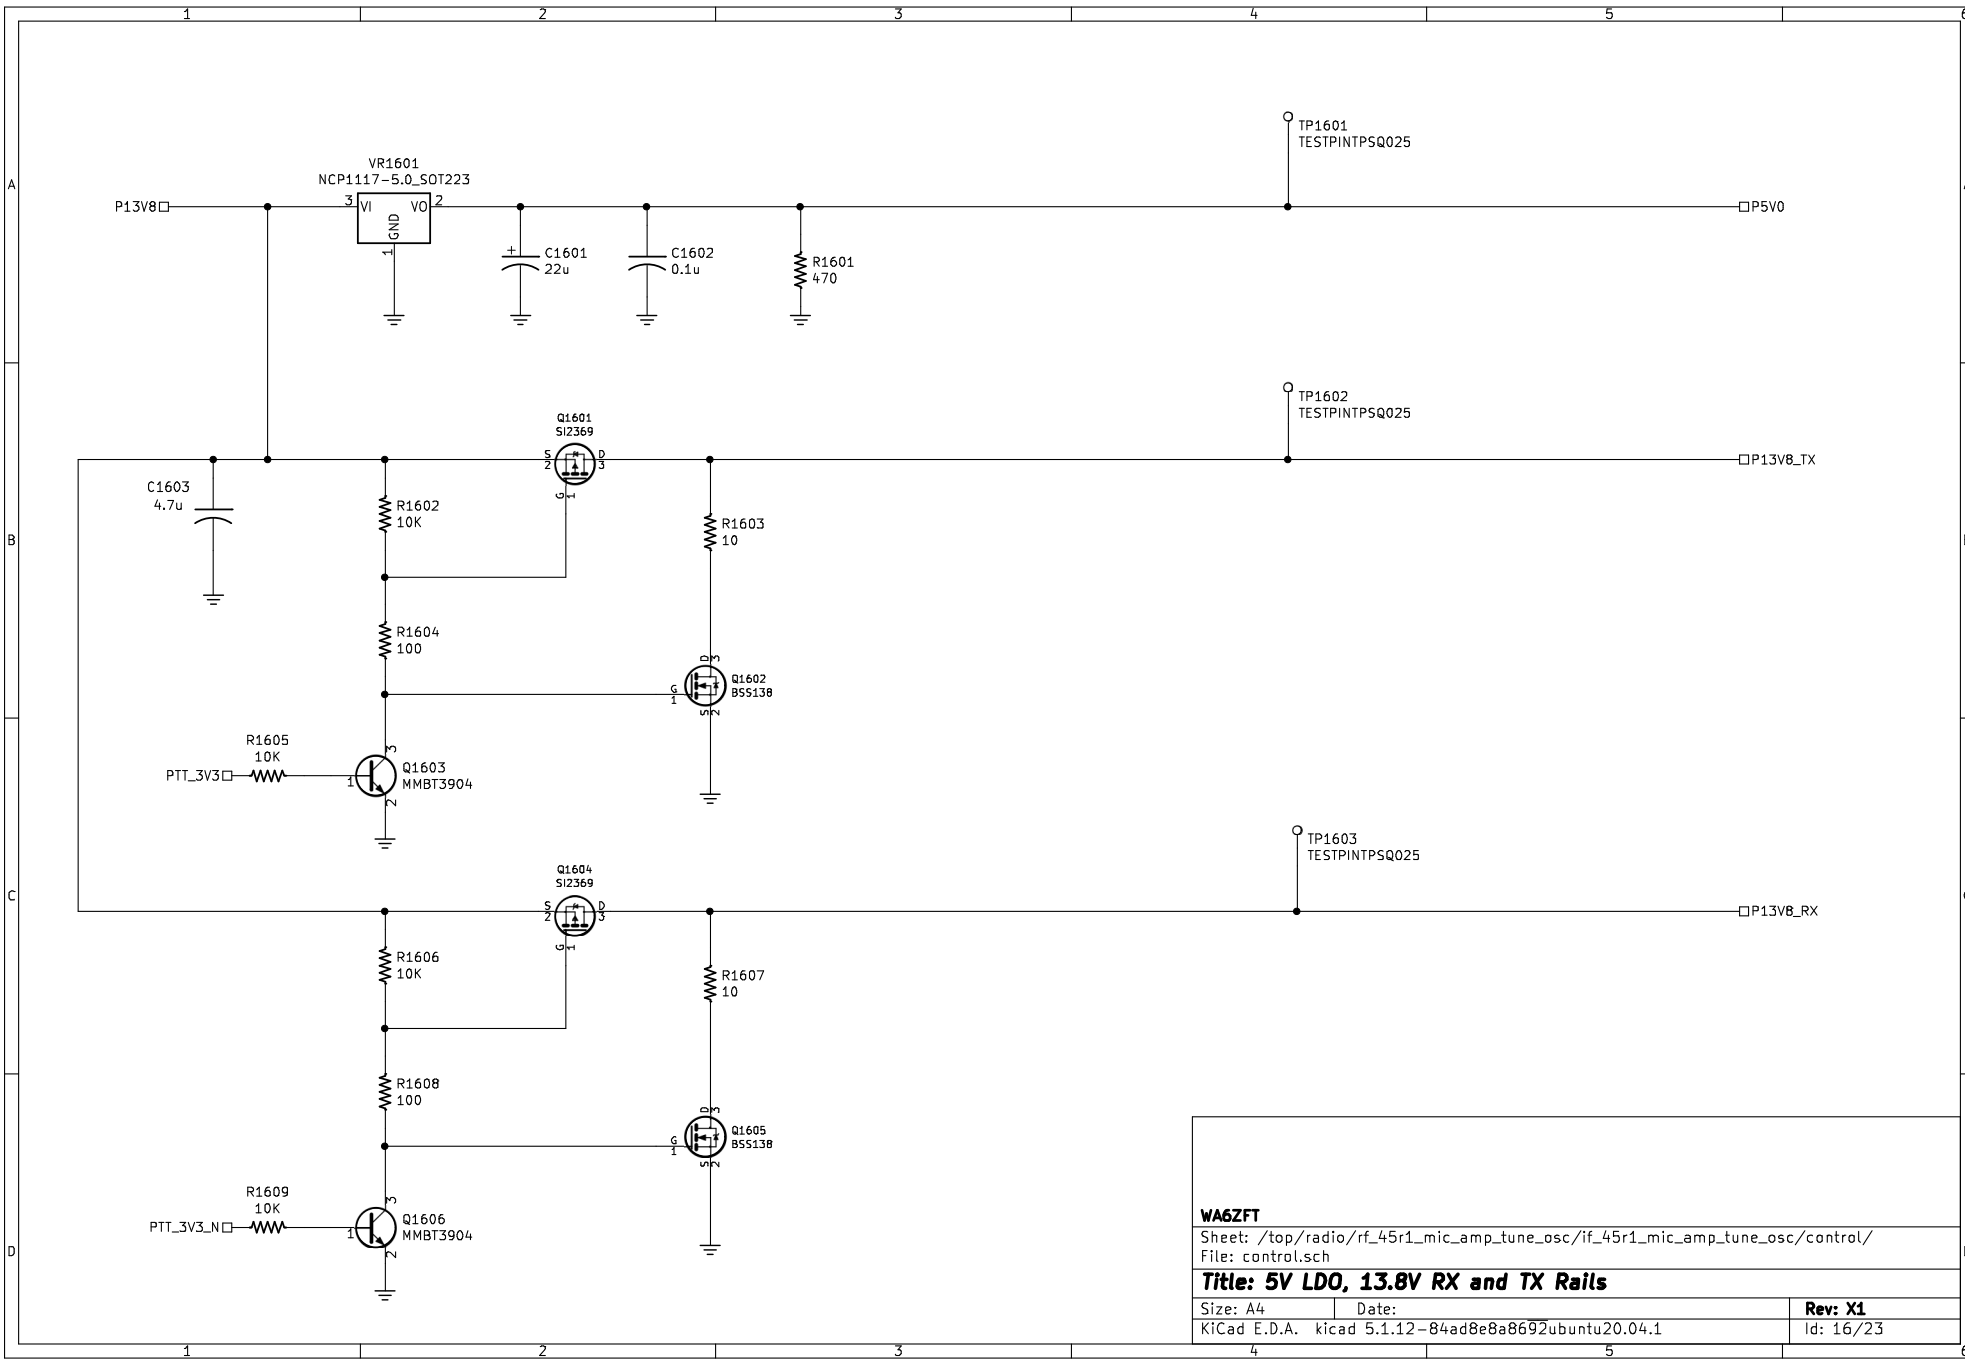 1 2 3 4 5 6
A
B
C
D
TP1601
TESTPINTPSQ025
VR1601
NCP1117-5.0_SOT223
P13V8
3 VI VO 2
GND
1
P5V0
+ C1601
22u
C1602
0.1u
R1601
470
TP1602
TESTPINTPSQ025
Q1601
SI2369
S
2
D
3
G 1
P13V8_TX
C1603
4.7u
R1602
10K
R1603
10
R1604
100
D 3
G
1
S 2
Q1602
BSS138
R1605
10K
PTT_3V3
1
3
2
Q1603
MMBT3904
TP1603
TESTPINTPSQ025
Q1604
SI2369
S
2
D
3
G 1
P13V8_RX
R1606
10K
R1607
10
R1608
100
D 3
G
1
S 2
Q1605
BSS138
R1609
10K
PTT_3V3_N
1
3
2
Q1606
MMBT3904
WA6ZFT
Sheet: /top/radio/rf_45r1_mic_amp_tune_osc/if_45r1_mic_amp_tune_osc/control/
File: control.sch
Title: 5V LDO, 13.8V RX and TX Rails
Size: A4 Date: Rev: X1
KiCad E.D.A. kicad 5.1.12-84ad8e8a8692ubuntu20.04.1 Id: 16/23
1 2 3 4 5 6